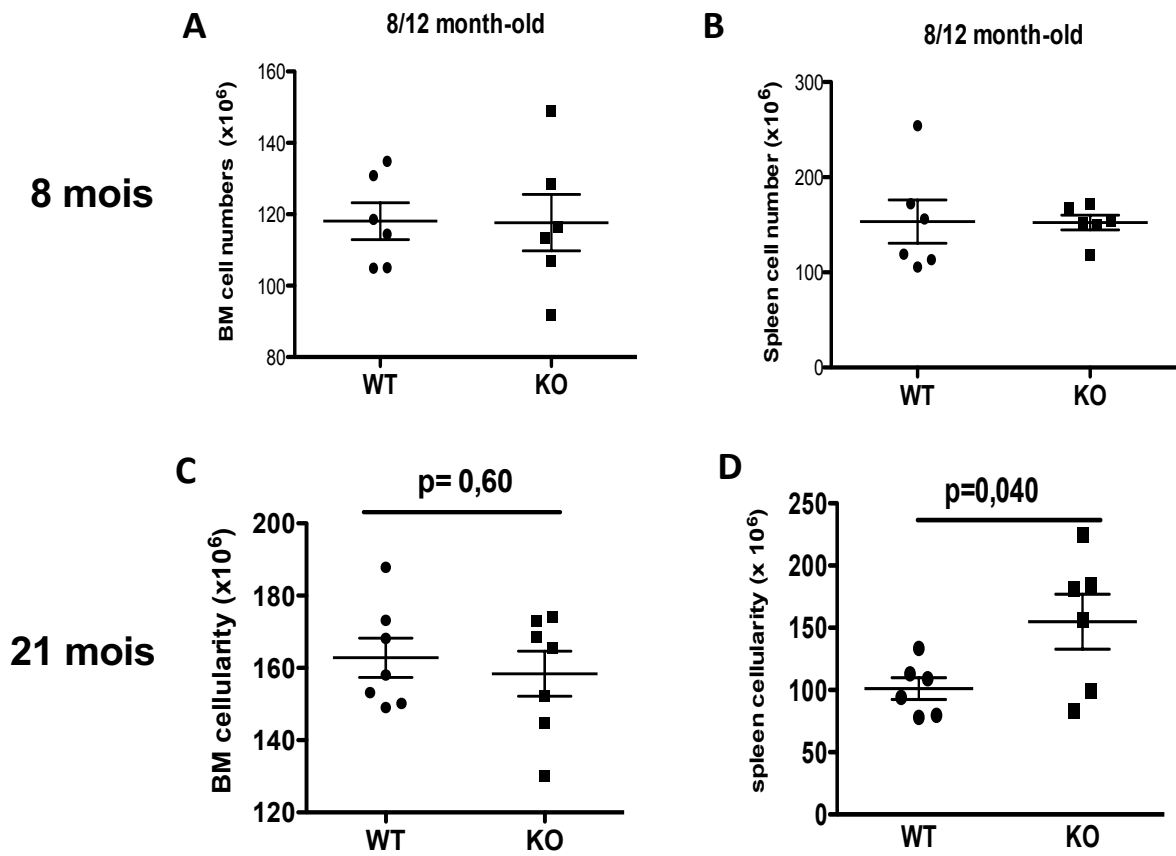 A
8/12 month-old
BM cell numbers (x10⁶)
160
140
120
100
80
WT
KO
B
8/12 month-old
Spleen cell number (x10⁶)
300
200
100
0
WT
KO
8 mois
C
p= 0,60
BM cellularity (x10⁶)
200
180
160
140
120
WT
KO
D
p=0,040
spleen cellularity (x 10⁶)
250
200
150
100
50
0
WT
KO
21 mois